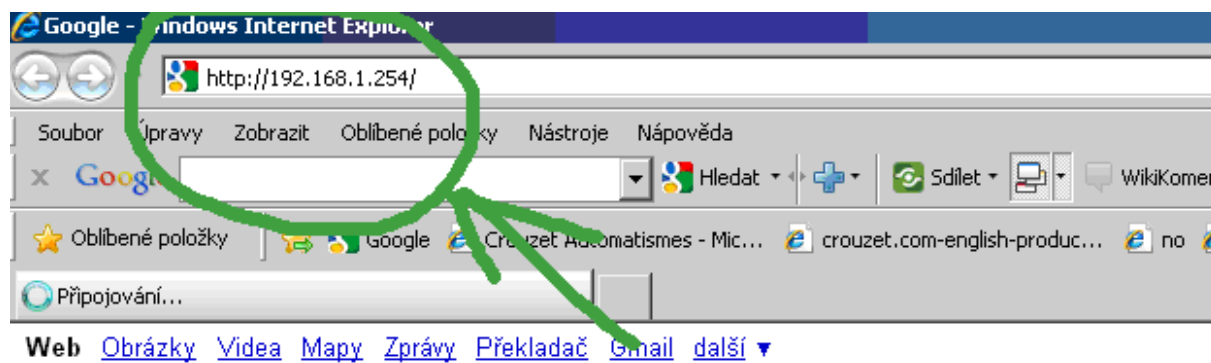 Google - Windows Internet Explorer
http://192.168.1.254/
Soubor Úpravy Zobrazit Oblíbené položky Nástroje Nápověda
x Google Hledat Sdílet WikiKomen
Oblíbené položky Google Crouzet Automatismes - Mic... crouzet.com-english-produc... no
Připojování...
Web Obrázky Videa Mapy Zprávy Překladač Gmail další ▼